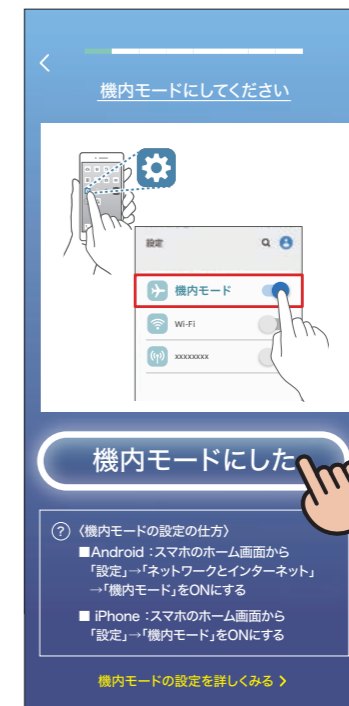 機内モードにしてください
設定
機内モード
Wi-Fi
xxxxxxxx
機内モードにした
? 〈機内モードの設定の仕方〉
■Android：スマホのホーム画面から
「設定」→「ネットワークとインターネット」
→「機内モード」をONにする
■ iPhone：スマホのホーム画面から
「設定」→「機内モード」をONにする
機内モードの設定を詳しくみる >